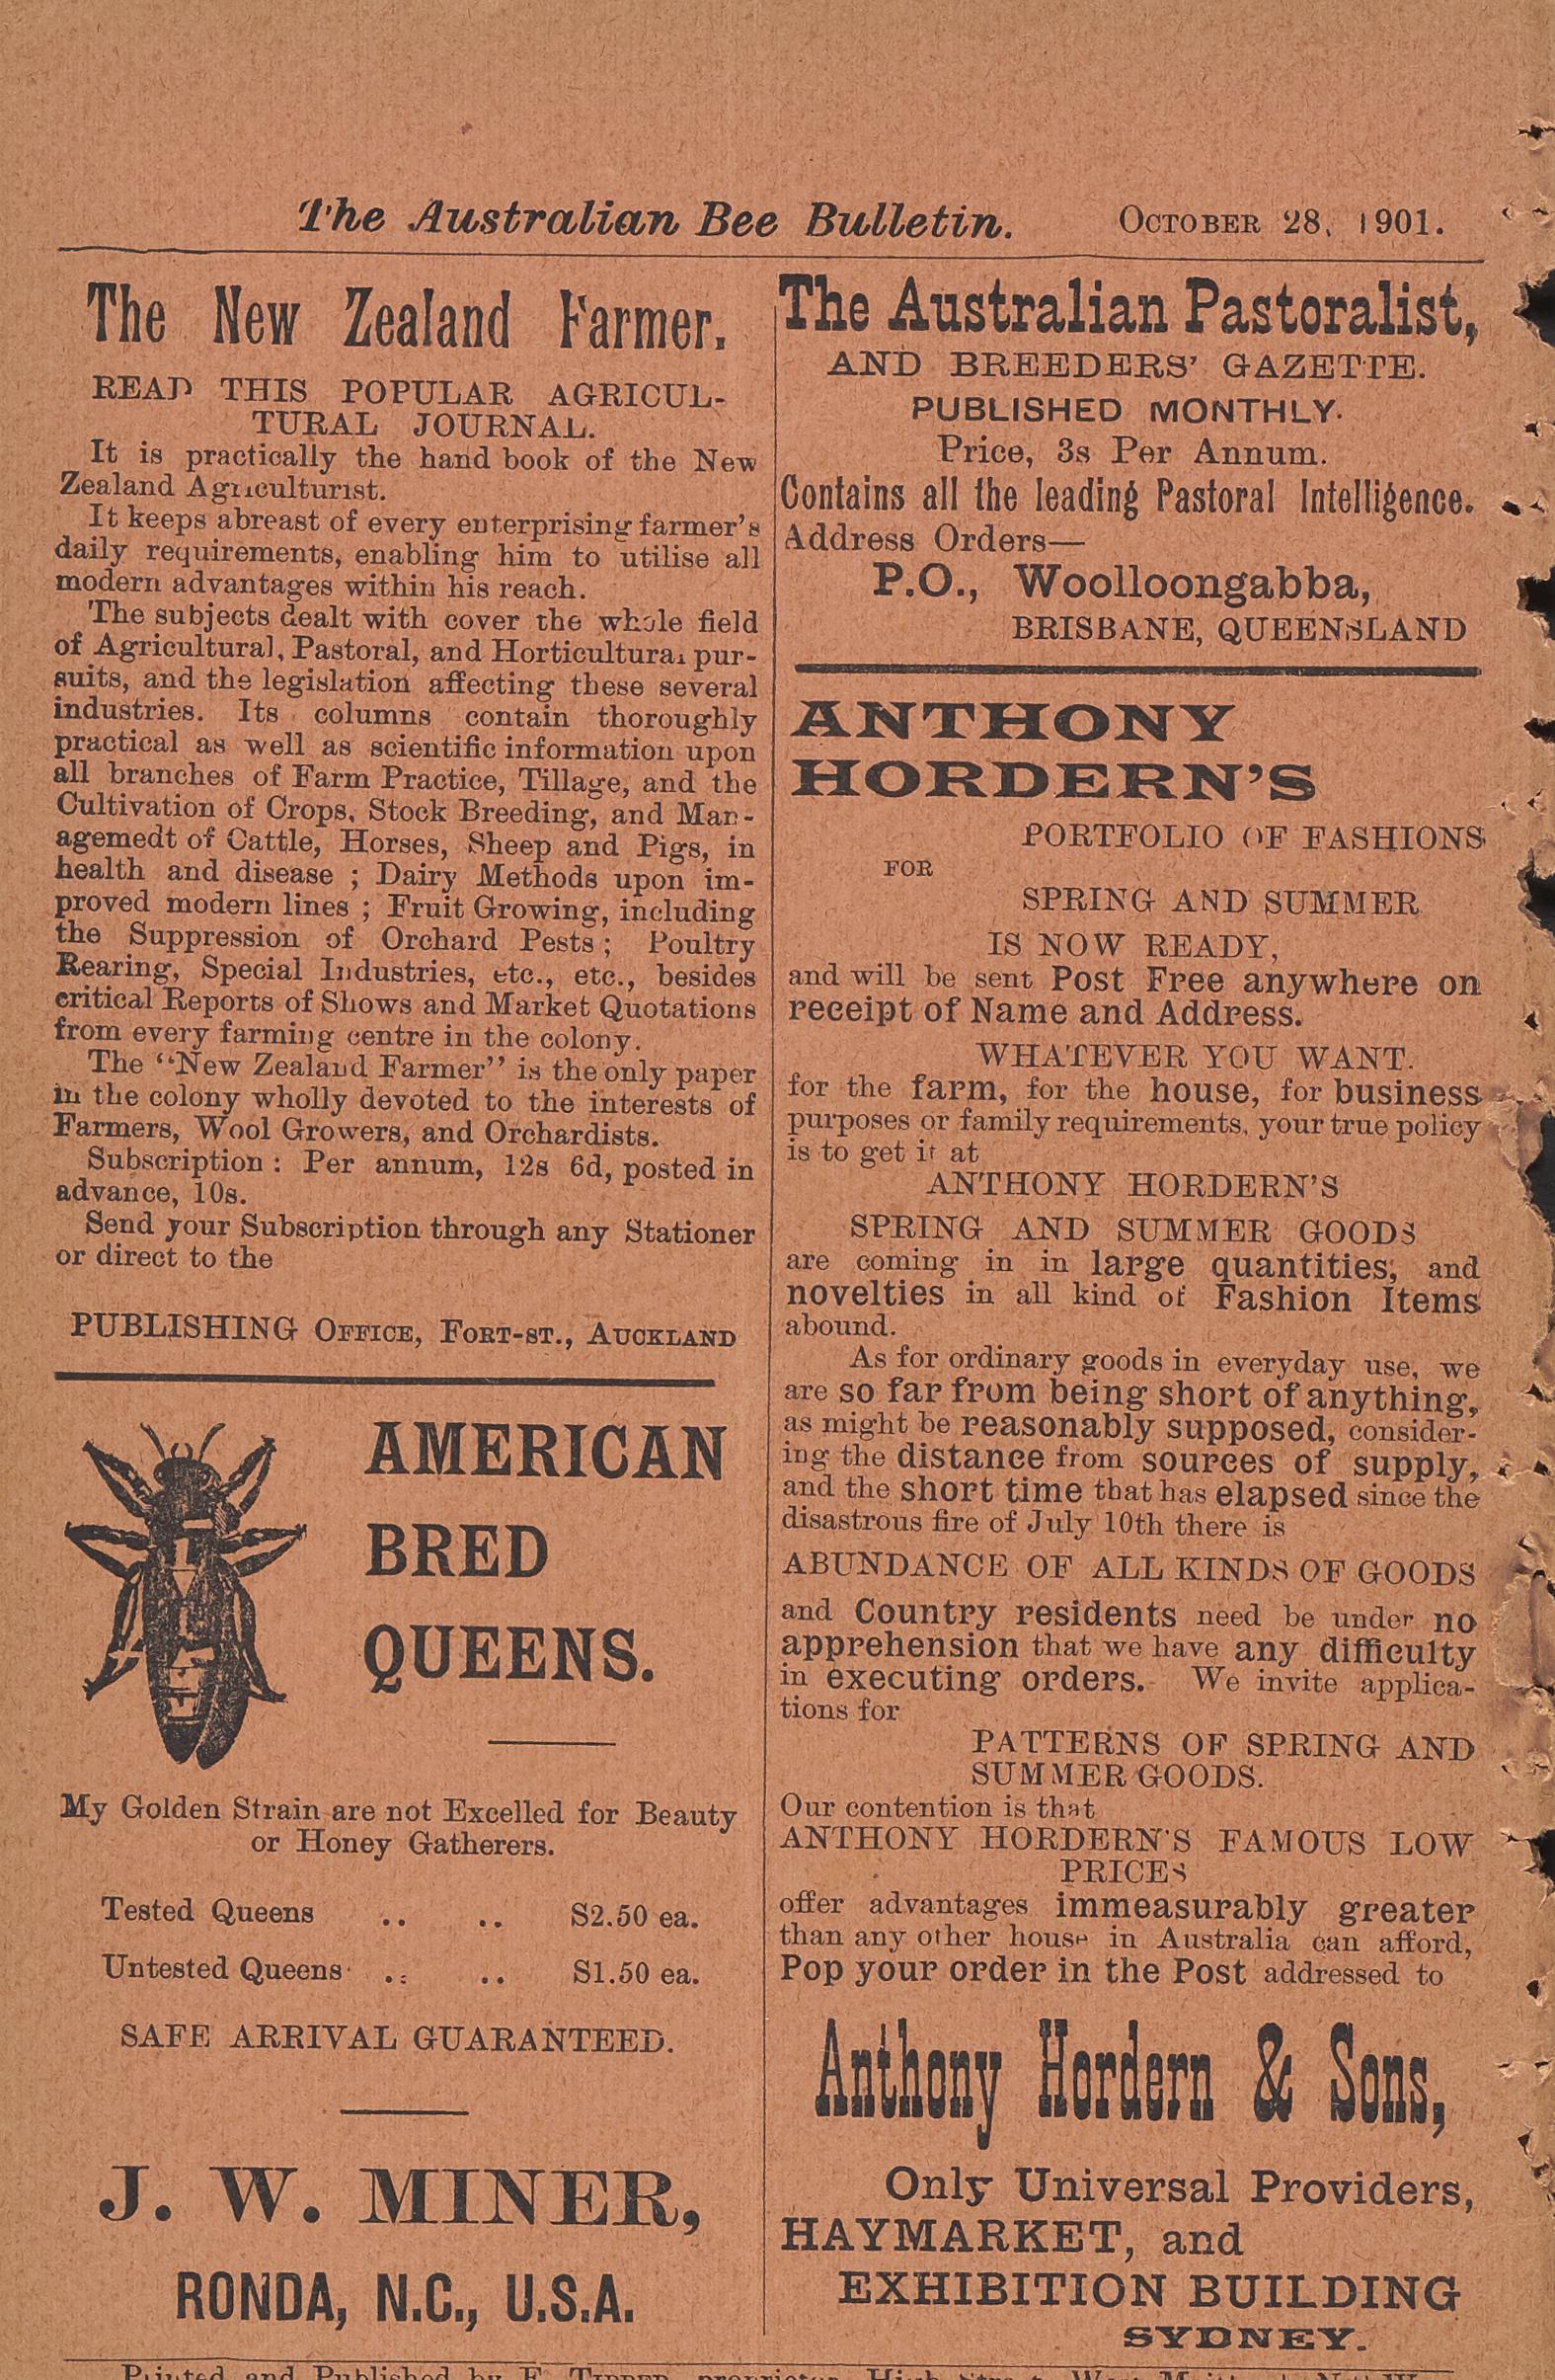 The Australian Bee Bulletin. OCTOBER 28, 1901.
The New Zealand Farmer.
READ THIS POPULAR AGRICUL-
TURAL JOURNAL.
It is practically the hand book of the New
Zealand Agriculturist.
It keeps abreast of every enterprising farmer's
daily requirements, enabling him to utilise all
modern advantages within his reach.
The subjects dealt with cover the whole field
of Agricultural, Pastoral, and Horticultural pur-
suits, and the legislation affecting these several
industries. Its columns contain thoroughly
practical as well as scientific information upon
all branches of Farm Practice, Tillage, and the
Cultivation of Crops, Stock Breeding, and Man-
agemedt of Cattle, Horses, Sheep and Pigs, in
health and disease ; Dairy Methods upon im-
proved modern lines ; Fruit Growing, including
the Suppression of Orchard Pests ; Poultry
Rearing, Special Industries, etc., etc., besides
critical Reports of Shows and Market Quotations
from every farming centre in the colony.
The "New Zealand Farmer" is the only paper
in the colony wholly devoted to the interests of
Farmers, Wool Growers, and Orchardists.
Subscription : Per annum, 12s 6d, posted in
advance, 10s.
Send your Subscription through any Stationer
or direct to the
PUBLISHING OFFICE, FORT-ST., AUCKLAND
AMERICAN
BRED
QUEENS.
My Golden Strain are not Excelled for Beauty
or Honey Gatherers.
Tested Queens .. .. $2.50 ea.
Untested Queens .. .. $1.50 ea.
SAFE ARRIVAL GUARANTEED.
J. W. MINER,
RONDA, N.C., U.S.A.
The Australian Pastoralist,
AND BREEDERS' GAZETTE.
PUBLISHED MONTHLY.
Price, 3s Per Annum.
Contains all the leading Pastoral Intelligence.
Address Orders—
P.O., Woolloongabba,
BRISBANE, QUEENSLAND
ANTHONY
HORDERN'S
PORTFOLIO OF FASHIONS
FOR
SPRING AND SUMMER
IS NOW READY,
and will be sent Post Free anywhere on
receipt of Name and Address.
WHATEVER YOU WANT.
for the farm, for the house, for business
purposes or family requirements, your true policy
is to get it at
ANTHONY HORDERN'S
SPRING AND SUMMER GOODS
are coming in in large quantities, and
novelties in all kind of Fashion Items
abound.
As for ordinary goods in everyday use, we
are so far from being short of anything,
as might be reasonably supposed, consider-
ing the distance from sources of supply,
and the short time that has elapsed since the
disastrous fire of July 10th there is
ABUNDANCE OF ALL KINDS OF GOODS
and Country residents need be under no
apprehension that we have any difficulty
in executing orders. We invite applica-
tions for
PATTERNS OF SPRING AND
SUMMER GOODS.
Our contention is that
ANTHONY HORDERN'S FAMOUS LOW
PRICES
offer advantages immeasurably greater
than any other house in Australia can afford,
Pop your order in the Post addressed to
Anthony Hordern & Sons,
Only Universal Providers,
HAYMARKET, and
EXHIBITION BUILDING
SYDNEY.
Printed and Published by E. TIPPER, proprietor, High Street, West